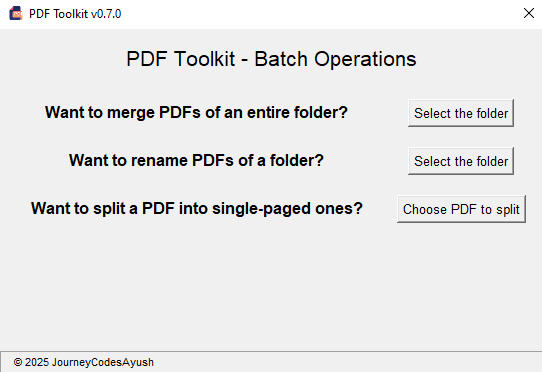 PDF Toolkit v0.7.0
PDF Toolkit - Batch Operations
Want to merge PDFs of an entire folder? Select the folder
Want to rename PDFs of a folder? Select the folder
Want to split a PDF into single-paged ones? Choose PDF to split
© 2025 JourneyCodesAyush